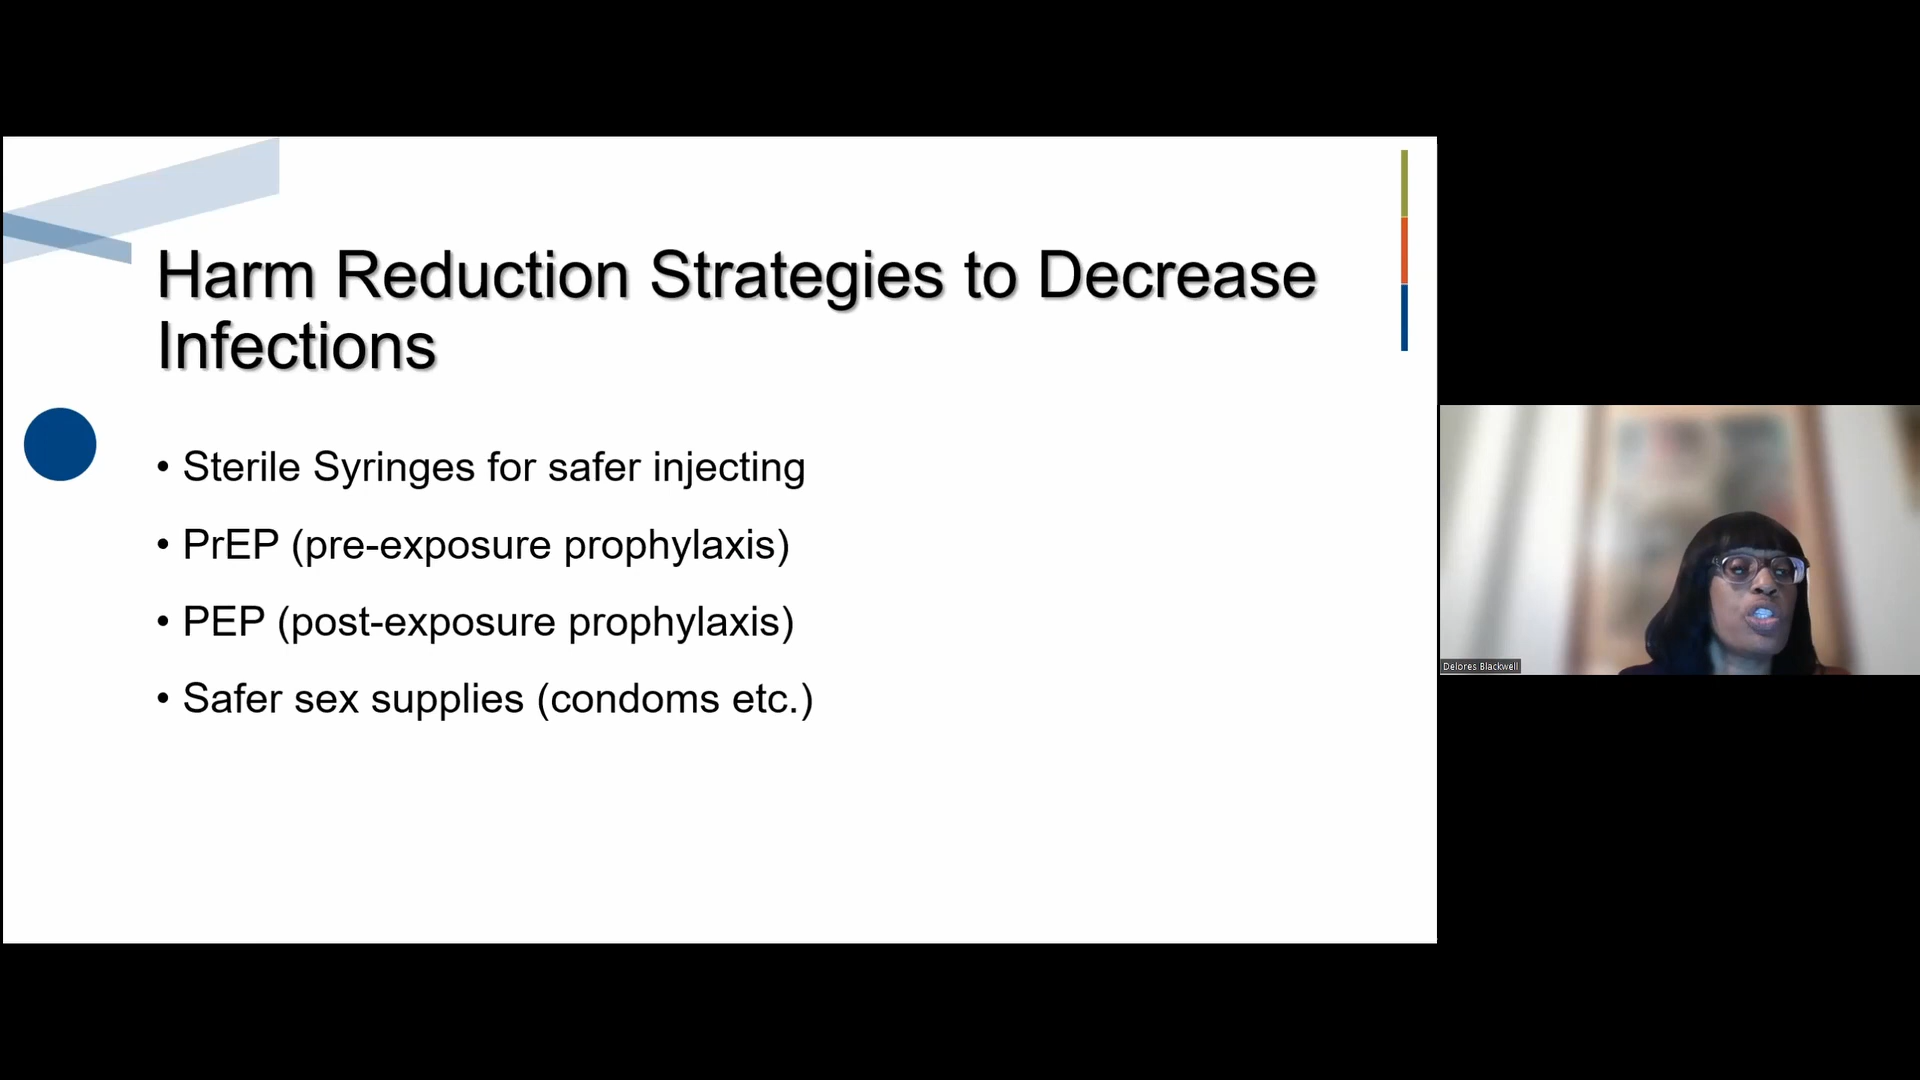 Harm Reduction Strategies to Decrease
Infections
• Sterile Syringes for safer injecting
• PrEP (pre-exposure prophylaxis)
• PEP (post-exposure prophylaxis)
• Safer sex supplies (condoms etc.)
Delores Blackwell